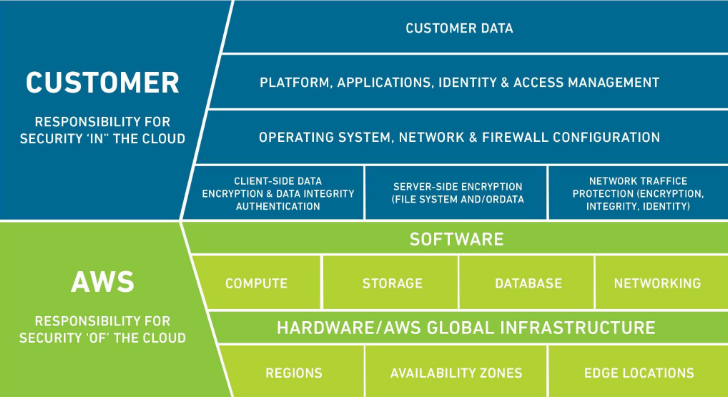 CUSTOMER
RESPONSIBILITY FOR
SECURITY 'IN" THE CLOUD
CUSTOMER DATA
PLATFORM, APPLICATIONS, IDENTITY & ACCESS MANAGEMENT
OPERATING SYSTEM, NETWORK & FIREWALL CONFIGURATION
CLIENT-SIDE DATA
ENCRYPTION & DATA INTEGRITY
AUTHENTICATION
SERVER-SIDE ENCRYPTION
(FILE SYSTEM AND/ORDATA
NETWORK TRAFFICE
PROTECTION (ENCRYPTION,
INTEGRITY, IDENTITY)
AWS
RESPONSIBILITY FOR
SECURITY 'OF' THE CLOUD
SOFTWARE
COMPUTE
STORAGE
DATABASE
NETWORKING
HARDWARE/AWS GLOBAL INFRASTRUCTURE
REGIONS
AVAILABILITY ZONES
EDGE LOCATIONS